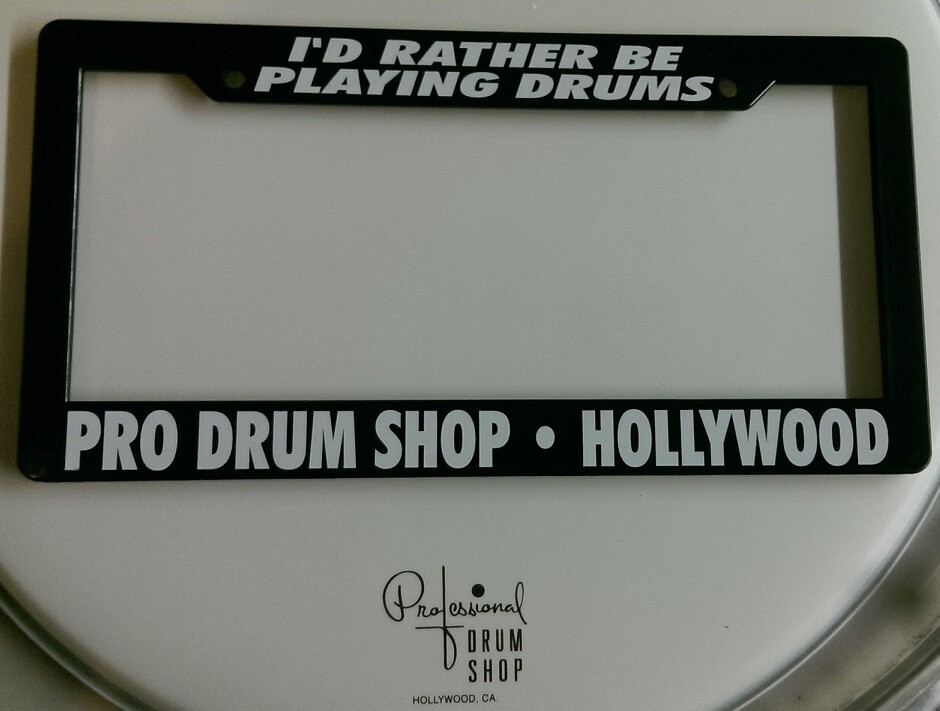 I'D RATHER BE
PLAYING DRUMS
PRO DRUM SHOP • HOLLYWOOD
Professional
DRUM
SHOP
HOLLYWOOD, CA